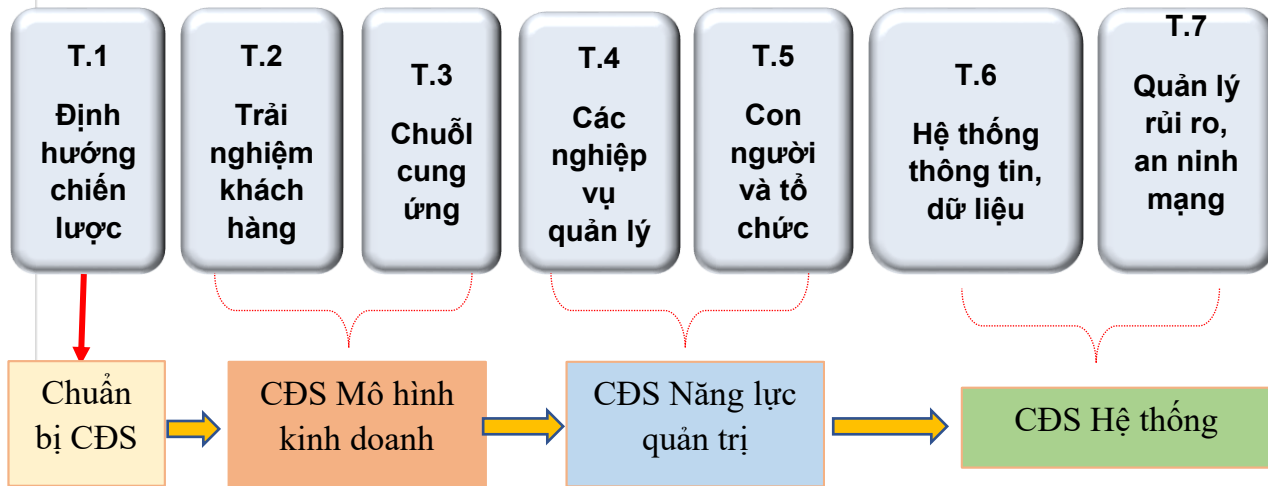 T.1
Định
hướng
chiến
lược
T.2
Trải
nghiệm
khách
hàng
T.3
ChuỗI
cung
ứng
T.4
Các
nghiệp
vụ
quản lý
T.5
Con
người
và tổ
chức
T.6
Hệ thống
thông tin,
dữ liệu
T.7
Quản lý
rủi ro,
an ninh
mạng
Chuẩn
bị CĐS
CĐS Mô hình
kinh doanh
CĐS Năng lực
quản trị
CĐS Hệ thống